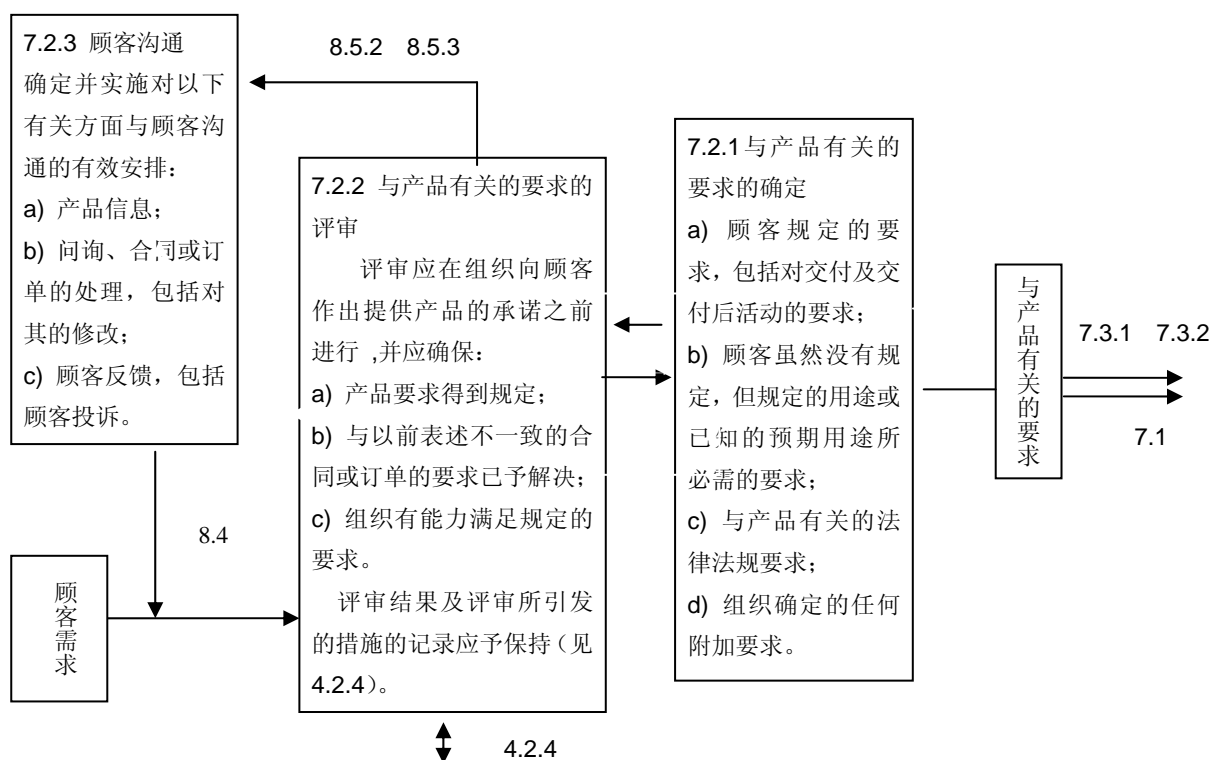 7.2.3 顾客沟通
确定并实施对以下
有关方面与顾客沟
通的有效安排：
a) 产品信息；
b) 问询、合同或订
单的处理，包括对
其的修改；
c) 顾客反馈，包括
顾客投诉。
8.5.2 8.5.3
8.4
顾客需求
7.2.2 与产品有关的要求的
评审
评审应在组织向顾客
作出提供产品的承诺之前
进行 ,并应确保：
a) 产品要求得到规定；
b) 与以前表述不一致的合
同或订单的要求已予解决；
c) 组织有能力满足规定的
要求。
评审结果及评审所引发
的措施的记录应予保持（见
4.2.4）。
4.2.4
7.2.1与产品有关的
要求的确定
a) 顾客规定的要
求，包括对交付及交
付后活动的要求；
b) 顾客虽然没有规
定，但规定的用途或
已知的预期用途所
必需的要求；
c) 与产品有关的法
律法规要求；
d) 组织确定的任何
附加要求。
与产品有关的要求
7.3.1 7.3.2
7.1